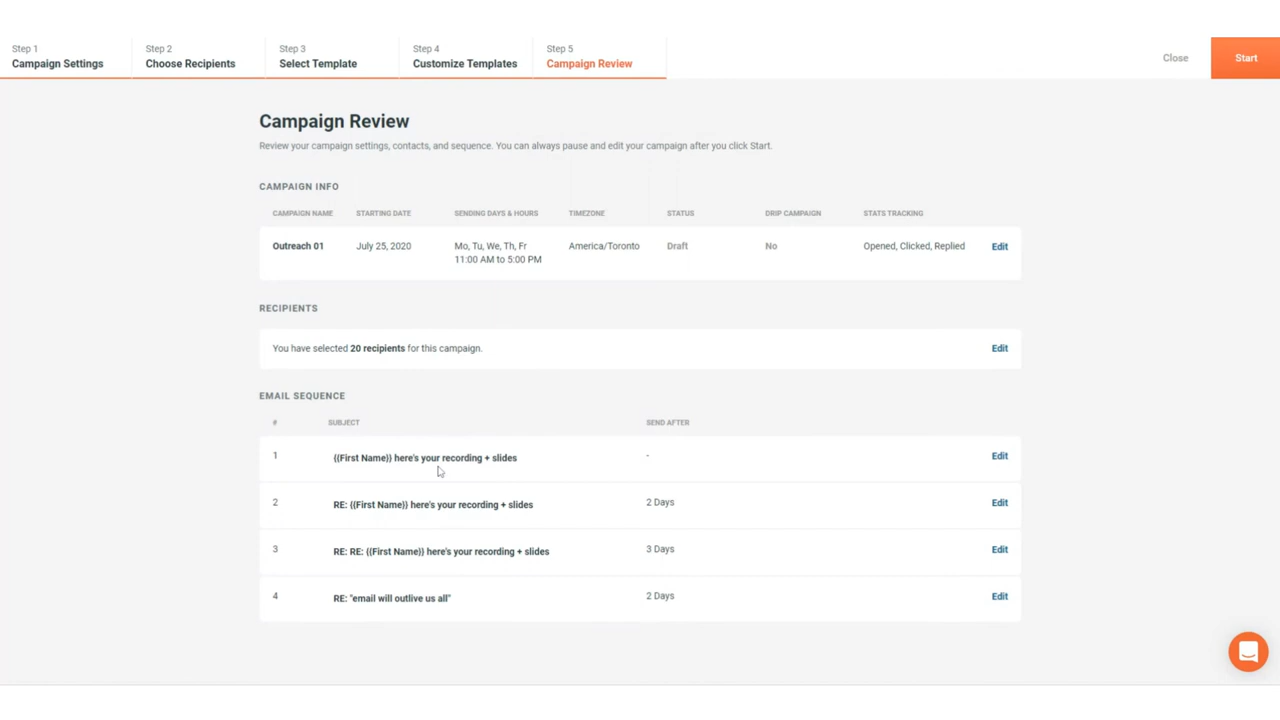 Step 1
Campaign Settings
Step 2
Choose Recipients
Step 3
Select Template
Step 4
Customize Templates
Step 5
Campaign Review
Close
Start
Campaign Review
Review your campaign settings, contacts, and sequence. You can always pause and edit your campaign after you click Start.
CAMPAIGN INFO
CAMPAIGN NAME STARTING DATE SENDING DAYS & HOURS TIMEZONE STATUS DRIP CAMPAIGN STATS TRACKING
Outreach 01 July 25, 2020 Mo, Tu, We, Th, Fr America/Toronto Draft No Opened, Clicked, Replied Edit
11:00 AM to 5:00 PM
RECIPIENTS
You have selected 20 recipients for this campaign. Edit
EMAIL SEQUENCE
# SUBJECT SEND AFTER
1 {{First Name}} here's your recording + slides - Edit
2 RE: {{First Name}} here's your recording + slides 2 Days Edit
3 RE: RE: {{First Name}} here's your recording + slides 3 Days Edit
4 RE: "email will outlive us all" 2 Days Edit